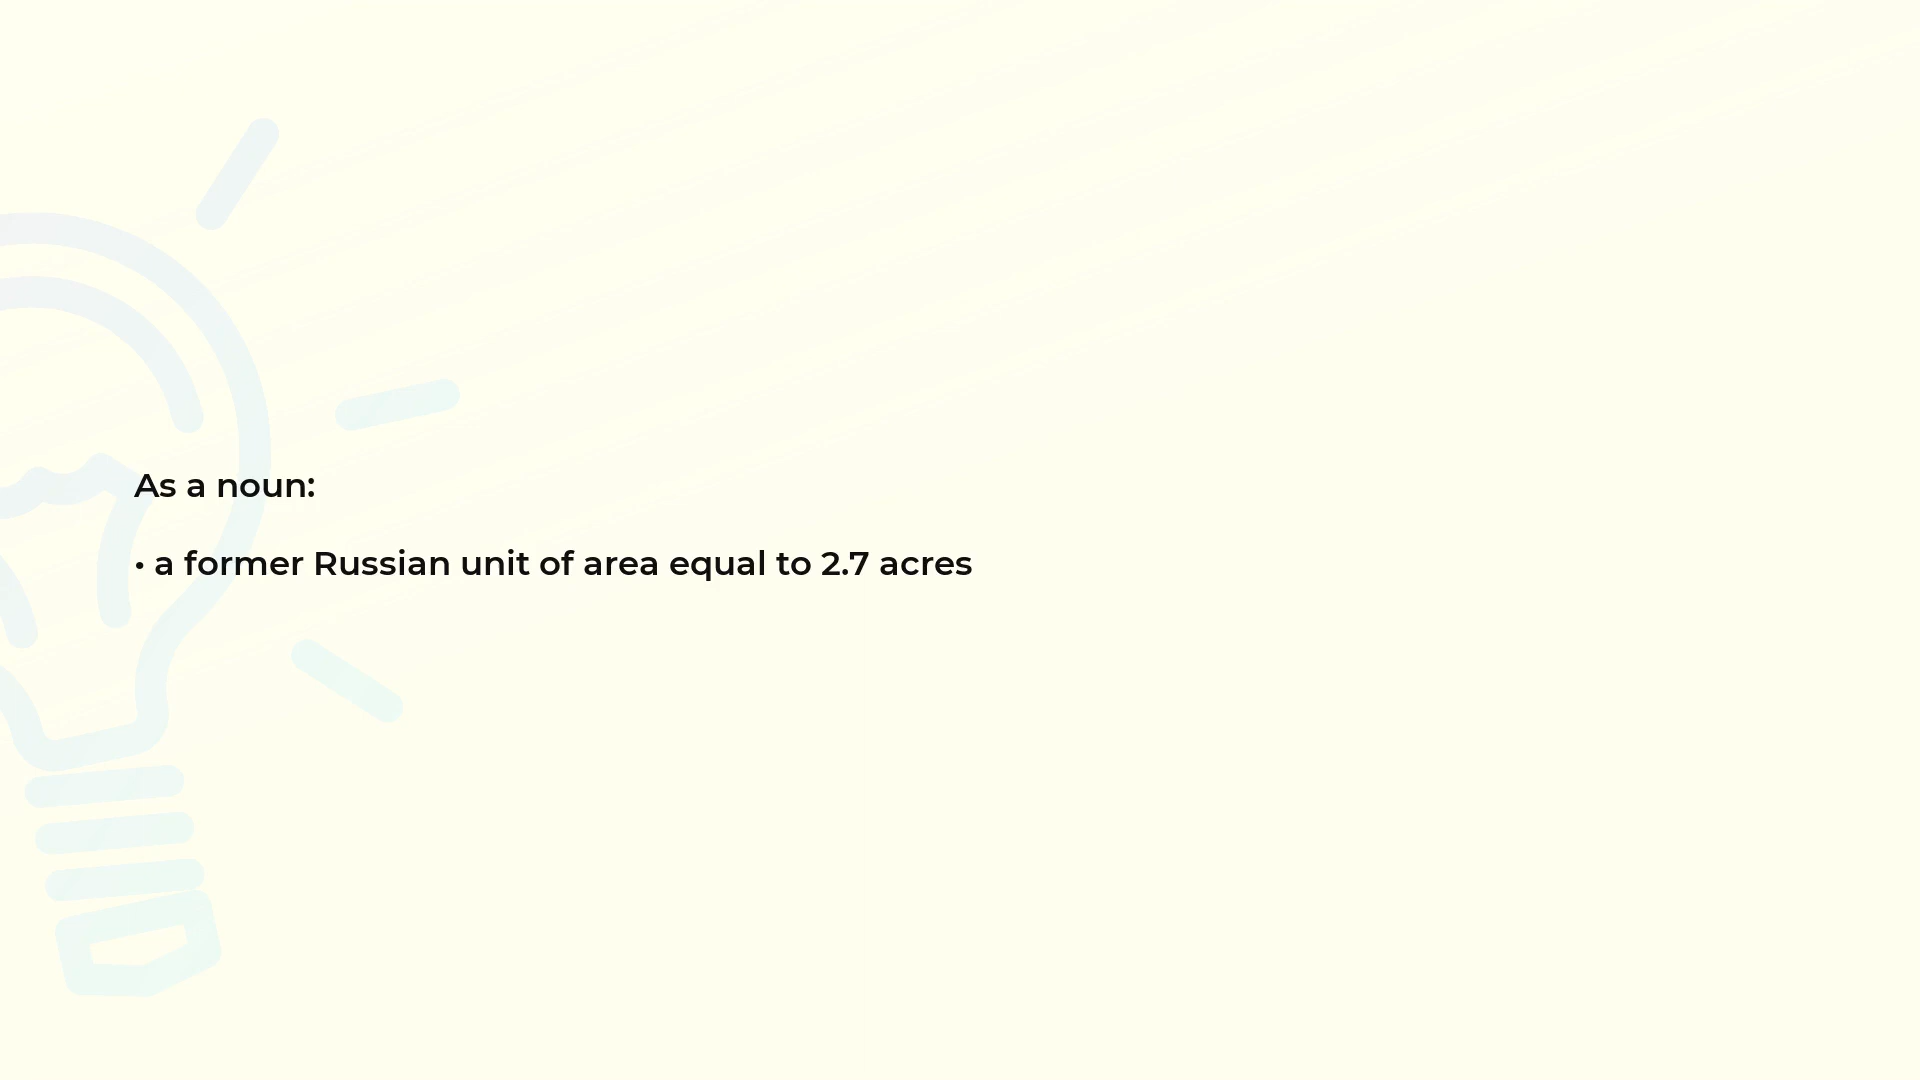 As a noun:
• a former Russian unit of area equal to 2.7 acres